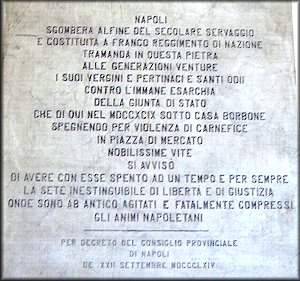 NAPOLI
SGOMBERA ALFINE DEL SECOLARE SERVAGGIO
E COSTITUITA A FRANCO REGGIMENTO DI NAZIONE
TRAMANDA IN QUESTA PIETRA
ALLE GENERAZIONI VENTURE
I SUOI VERGINI E PERTINACI E SANTI ODII
CONTRO L'IMMANE ESARCHIA
DELLA GIUNTA DI STATO
CHE DI QUI NEL MDCCXCIX SOTTO CASA BORBONE
SPEGNENDO PER VIOLENZA DI CARNEFICE
IN PIAZZA DI MERCATO
NOBILISSIME VITE
SI AVVISÒ
DI AVERE CON ESSE SPENTO AD UN TEMPO E PER SEMPRE
LA SETE INESTINGUIBILE DI LIBERTÀ E DI GIUSTIZIA
ONDE SONO AB ANTICO AGITATI E FATALMENTE COMPRESSI
GLI ANIMI NAPOLETANI
PER DECRETO DEL CONSIGLIO PROVINCIALE
DI NAPOLI
DE' XXII SETTEMBRE MDCCCLXIV